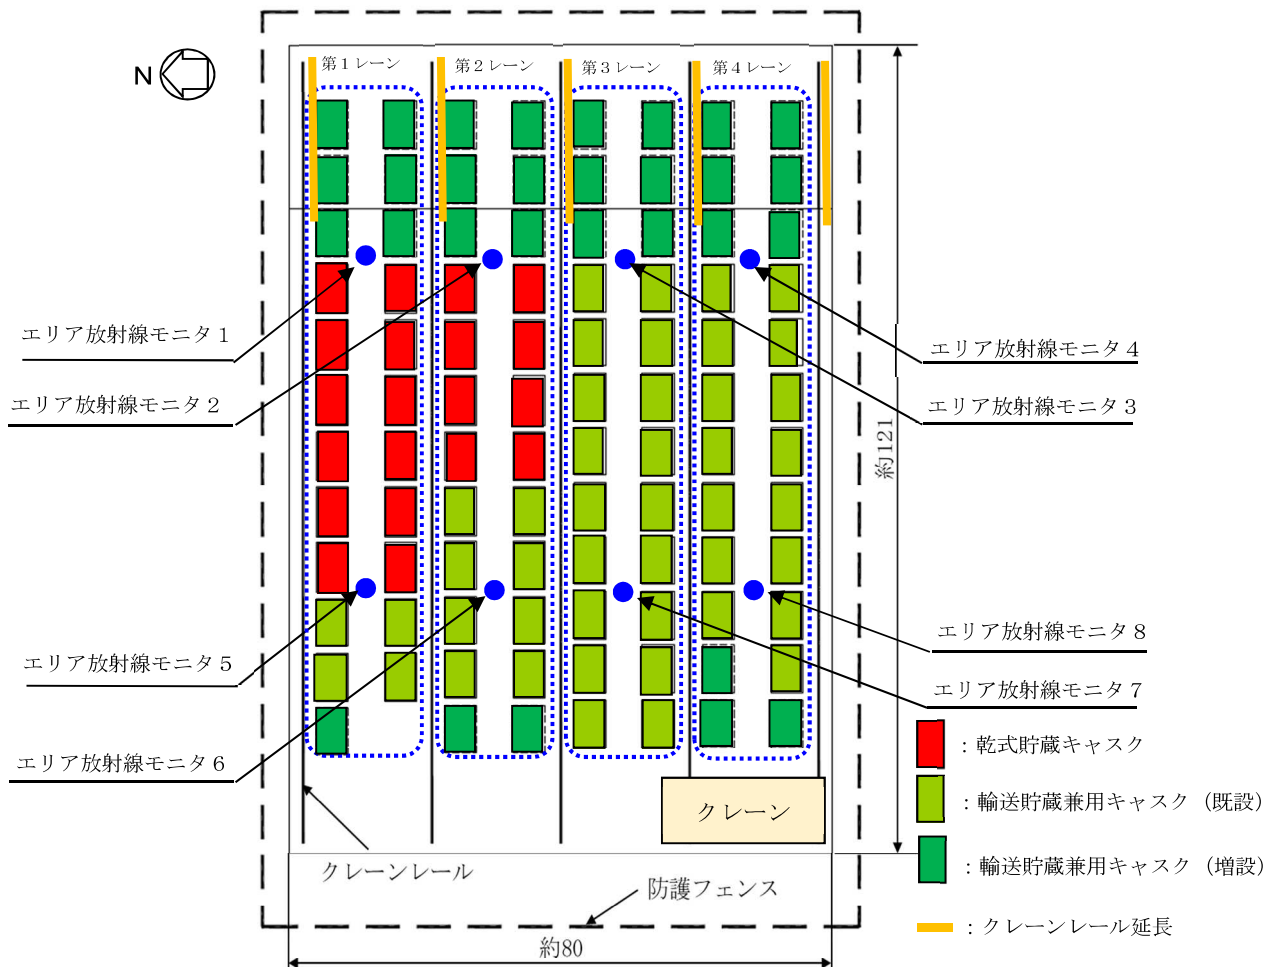 N
第１レーン
第２レーン
第３レーン
第４レーン
エリア放射線モニタ１
エリア放射線モニタ２
エリア放射線モニタ４
エリア放射線モニタ３
約121
エリア放射線モニタ５
エリア放射線モニタ６
エリア放射線モニタ８
エリア放射線モニタ７
：乾式貯蔵キャスク
：輸送貯蔵兼用キャスク（既設）
：輸送貯蔵兼用キャスク（増設）
：クレーンレール延長
クレーン
クレーンレール
防護フェンス
約80